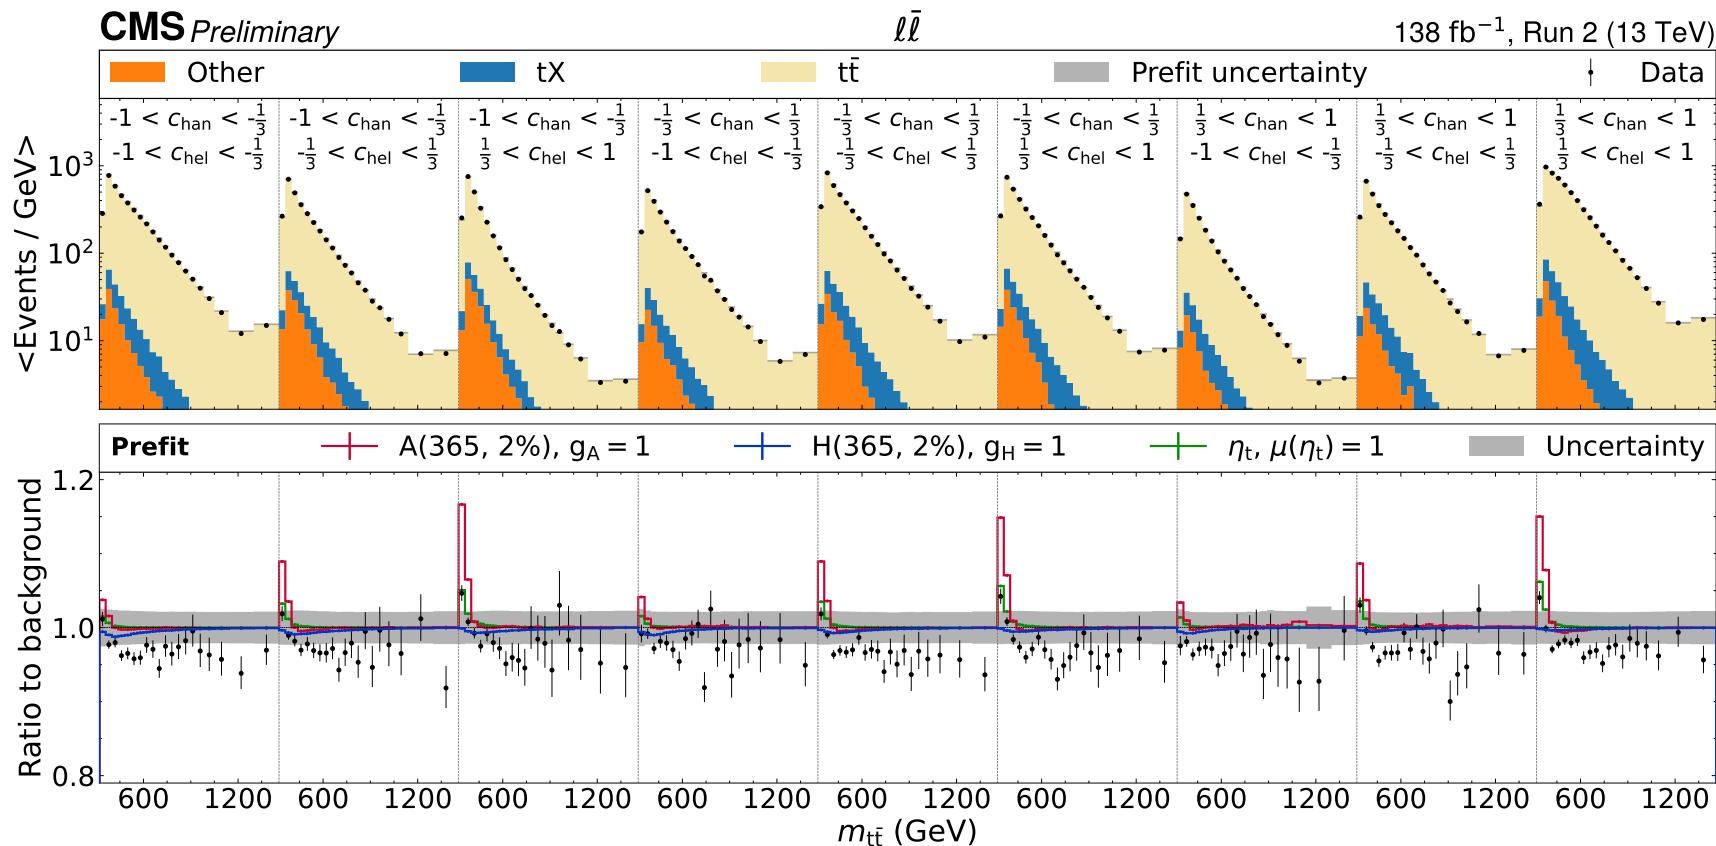 CMS Preliminary ℓℓ̄ 138 fb⁻¹, Run 2 (13 TeV)
Other tX tt̄ Prefit uncertainty Data
-1 < c_han < -1/3 -1 < c_han < -1/3 -1 < c_han < -1/3 -1/3 < c_han < 1/3 -1/3 < c_han < 1/3 -1/3 < c_han < 1/3 1/3 < c_han < 1 1/3 < c_han < 1 1/3 < c_han < 1
-1 < c_hel < -1/3 -1/3 < c_hel < 1/3 1/3 < c_hel < 1 -1 < c_hel < -1/3 -1/3 < c_hel < 1/3 1/3 < c_hel < 1 -1 < c_hel < -1/3 -1/3 < c_hel < 1/3 1/3 < c_hel < 1
<Events / GeV>
10³
10²
10¹
Prefit A(365, 2%), g_A = 1 H(365, 2%), g_H = 1 η_t, μ(η_t) = 1 Uncertainty
Ratio to background
1.2
1.0
0.8
600 1200 600 1200 600 1200 600 1200 600 1200 600 1200 600 1200 600 1200 600 1200
m_tt̄ (GeV)